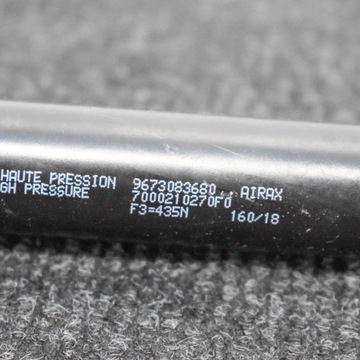 HAUTE PRESSION 9673083680..AIRAX
GH PRESSURE 7000210270F0
F3=435N 160/18